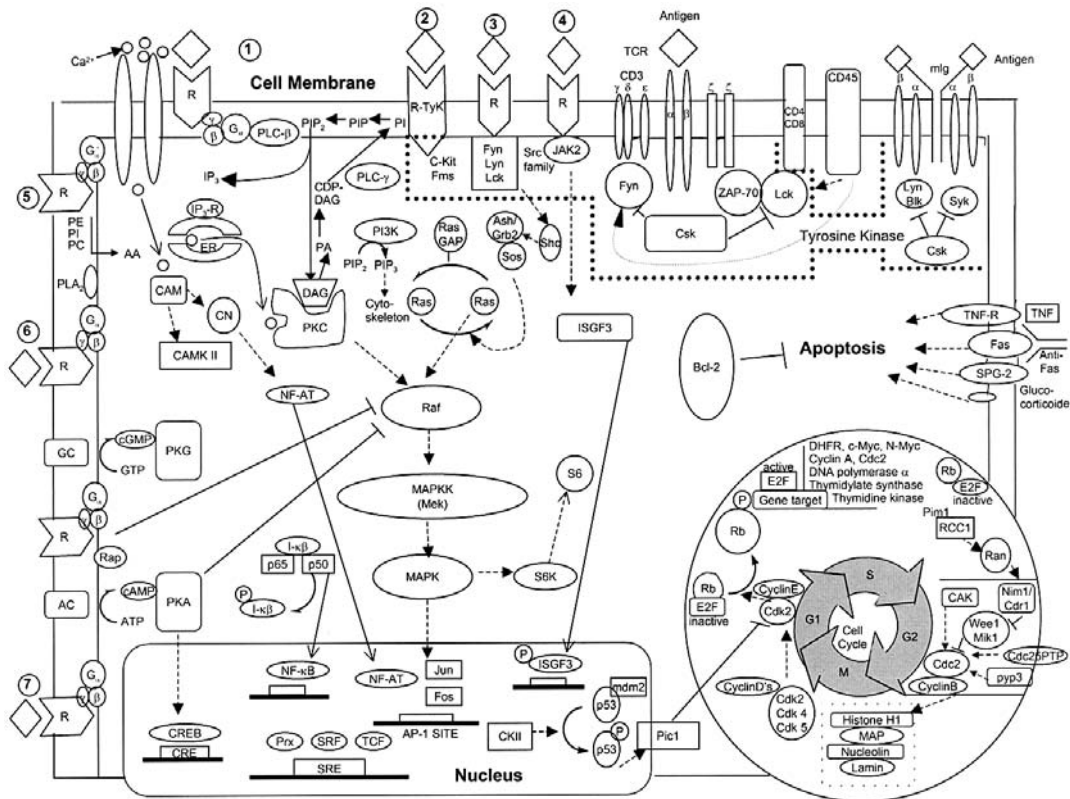 1
2
3
4
Antigen
Ca2+
R
Cell Membrane
R-TyK
R
R
TCR
CD3
γ δ ε
α β
ζ ζ
CD4
CD8
CD45
β
α
mIg
α
β
Antigen
γ
β
Gα
PLC-β
PIP2
PIP
PI
C-Kit
Fms
Fyn
Lyn
Lck
Src
family
JAK2
5
Gα
γ
β
R
IP3
CDP-
DAG
PLC-γ
Fyn
ZAP-70
Lck
Lyn
Blk
Syk
PE
PI
PC
AA
IP3-R
ER
PI3K
Ras
GAP
Ash/
Grb2
Shc
Sos
Csk
Tyrosine Kinase
Csk
PA
PIP2
PIP3
PLA2
CAM
CN
DAG
PKC
Cyto-
skeleton
Ras
Ras
CAMK II
ISGF3
TNF-R
TNF
Fas
Anti-
Fas
SPG-2
Gluco-
corticoide
Bcl-2
Apoptosis
6
Gα
γ
β
R
NF-AT
Raf
GC
cGMP
GTP
PKG
MAPKK
(Mek)
S6
DHFR, c-Myc, N-Myc
Cyclin A, Cdc2
DNA polymerase α
Thymidylate synthase
Thymidine kinase
active
E2F
Gene target
P
Rb
Rb
E2F
inactive
Pim1
RCC1
Ran
Gα
γ
β
R
Rap
I-κβ
p65
p50
P
I-κβ
MAPK
S6K
AC
cAMP
ATP
PKA
Rb
E2F
inactive
CyclinE
Cdk2
S
G1
G2
M
Cell
Cycle
CAK
Nim1/
Cdr1
Wee1
Mik1
Cdc2
Cdc25PTP
pyp3
CyclinB
7
Gα
γ
β
R
NF-κB
NF-AT
Jun
Fos
AP-1 SITE
P
ISGF3
mdm2
p53
P
p53
CKII
Pic1
CyclinD's
Cdk2
Cdk 4
Cdk 5
Histone H1
MAP
Nucleolin
Lamin
CREB
CRE
Prx
SRF
TCF
SRE
Nucleus